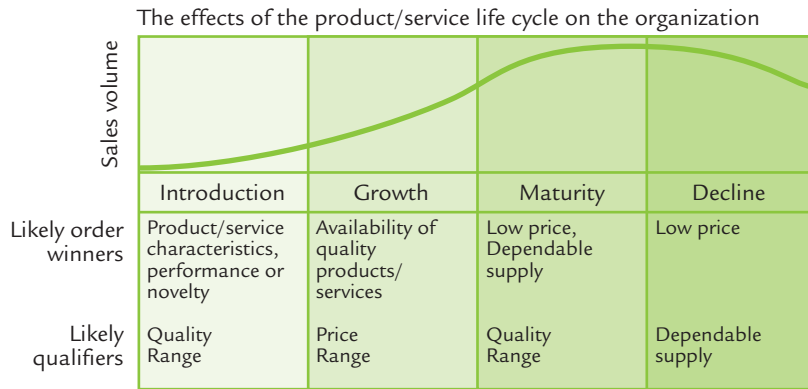 The effects of the product/service life cycle on the organization
Sales volume
Introduction
Growth
Maturity
Decline
Likely order
winners
Product/service
characteristics,
performance or
novelty
Availability of
quality
products/
services
Low price,
Dependable
supply
Low price
Likely
qualifiers
Quality
Range
Price
Range
Quality
Range
Dependable
supply